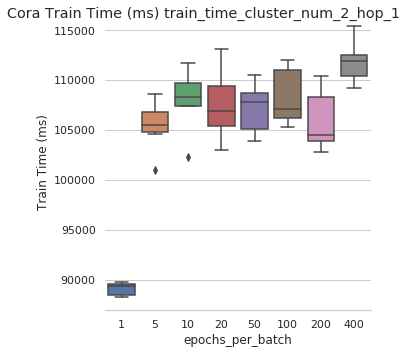 Cora Train Time (ms) train_time_cluster_num_2_hop_1
115000
110000
105000
100000
95000
90000
Train Time (ms)
1 5 10 20 50 100 200 400
epochs_per_batch